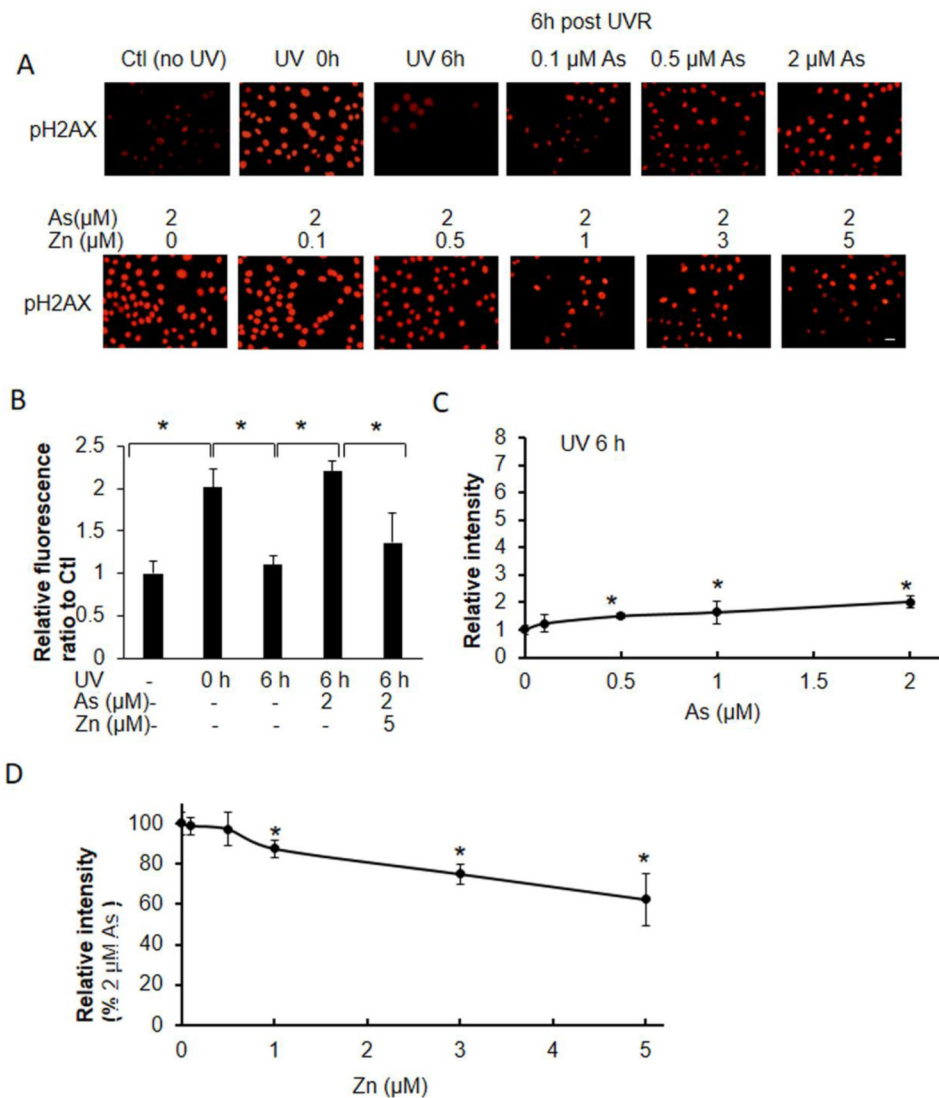 6h post UVR
A
Ctl (no UV) UV 0h UV 6h 0.1 µM As 0.5 µM As 2 µM As
pH2AX
As(µM) 2 2 2 2 2 2
Zn (µM) 0 0.1 0.5 1 3 5
pH2AX
B
* * * *
Relative fluorescence
ratio to Ctl
2.5
2
1.5
1
0.5
0
UV - 0 h 6 h 6 h 6 h
As (µM)- - - 2 2
Zn (µM)- - - - 5
C
UV 6 h
Relative intensity
8
7
6
5
4
3
2
1
0
* * *
0 0.5 1 1.5 2
As (µM)
D
Relative intensity
(% 2 µM As )
100
80
60
40
20
0
* * *
0 1 2 3 4 5
Zn (µM)